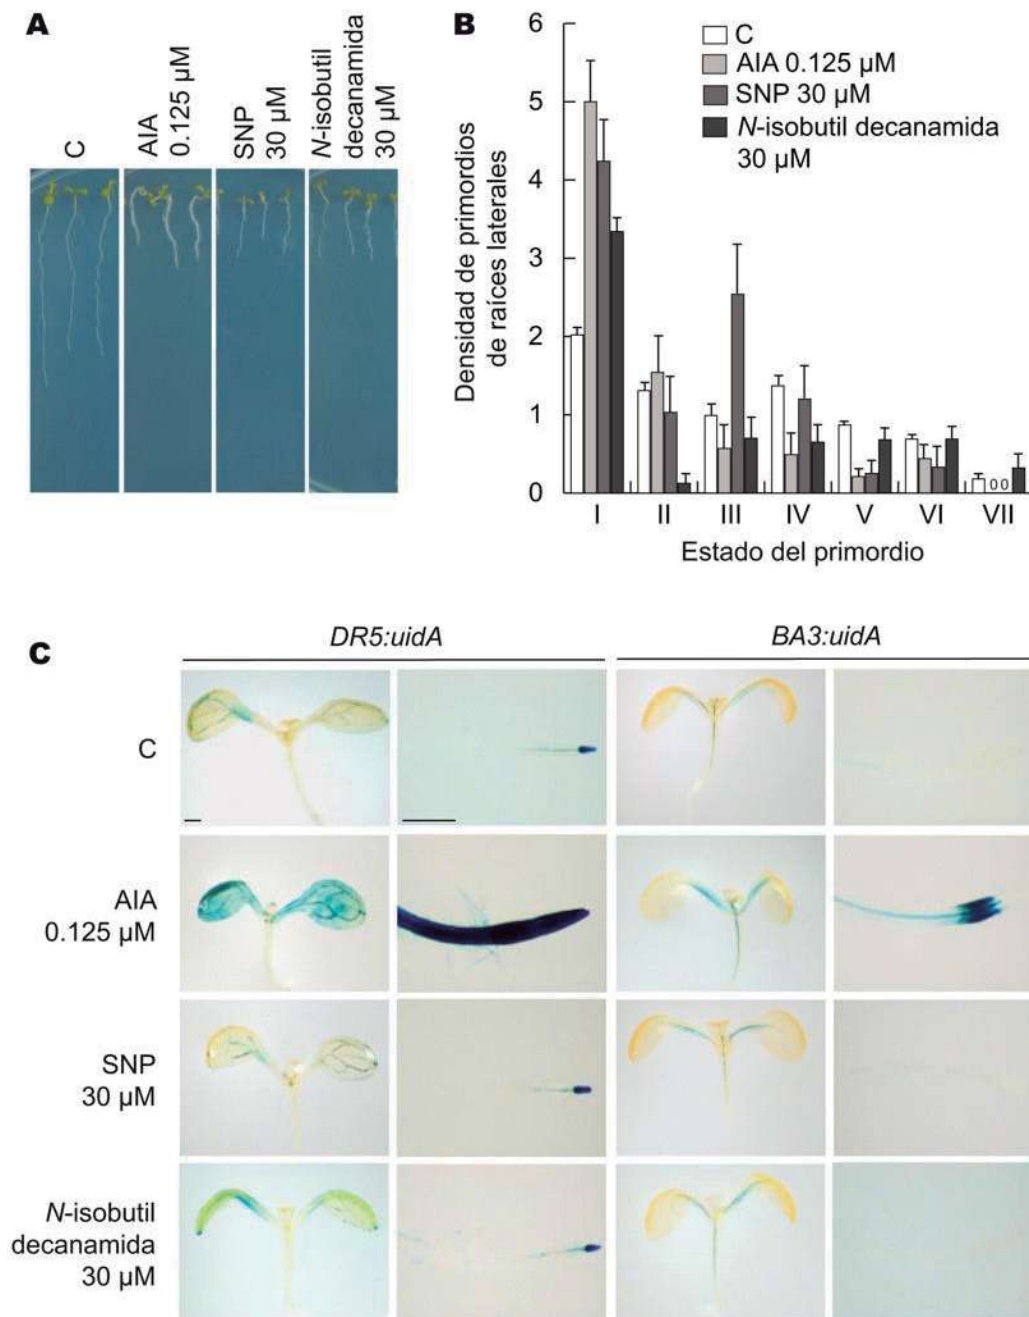 A
C
AIA
0.125 µM
SNP
30 µM
N-isobutil
decanamida
30 µM
B
C
AIA 0.125 µM
SNP 30 µM
N-isobutil decanamida
30 µM
Densidad de primordios
de raíces laterales
6
5
4
3
2
1
0
00
I II III IV V VI VII
Estado del primordio
C
DR5:uidA BA3:uidA
C
AIA
0.125 µM
SNP
30 µM
N-isobutil
decanamida
30 µM